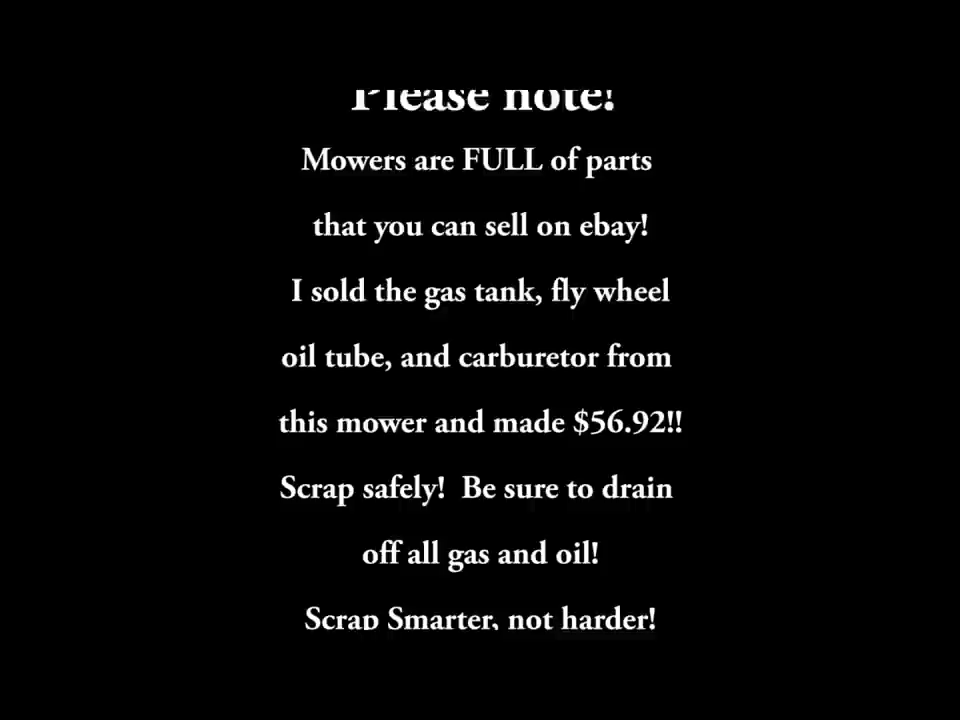 Please note!
Mowers are FULL of parts
that you can sell on ebay!
I sold the gas tank, fly wheel
oil tube, and carburetor from
this mower and made $56.92!!
Scrap safely!  Be sure to drain
off all gas and oil!
Scrap Smarter, not harder!